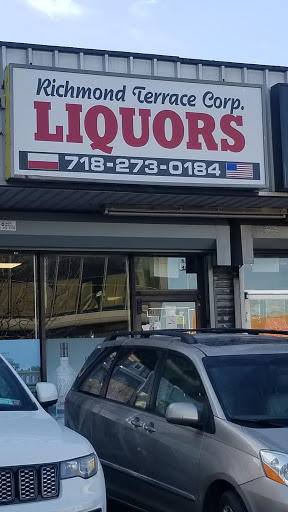 Richmond Terrace Corp.
LIQUORS
718-273-0184